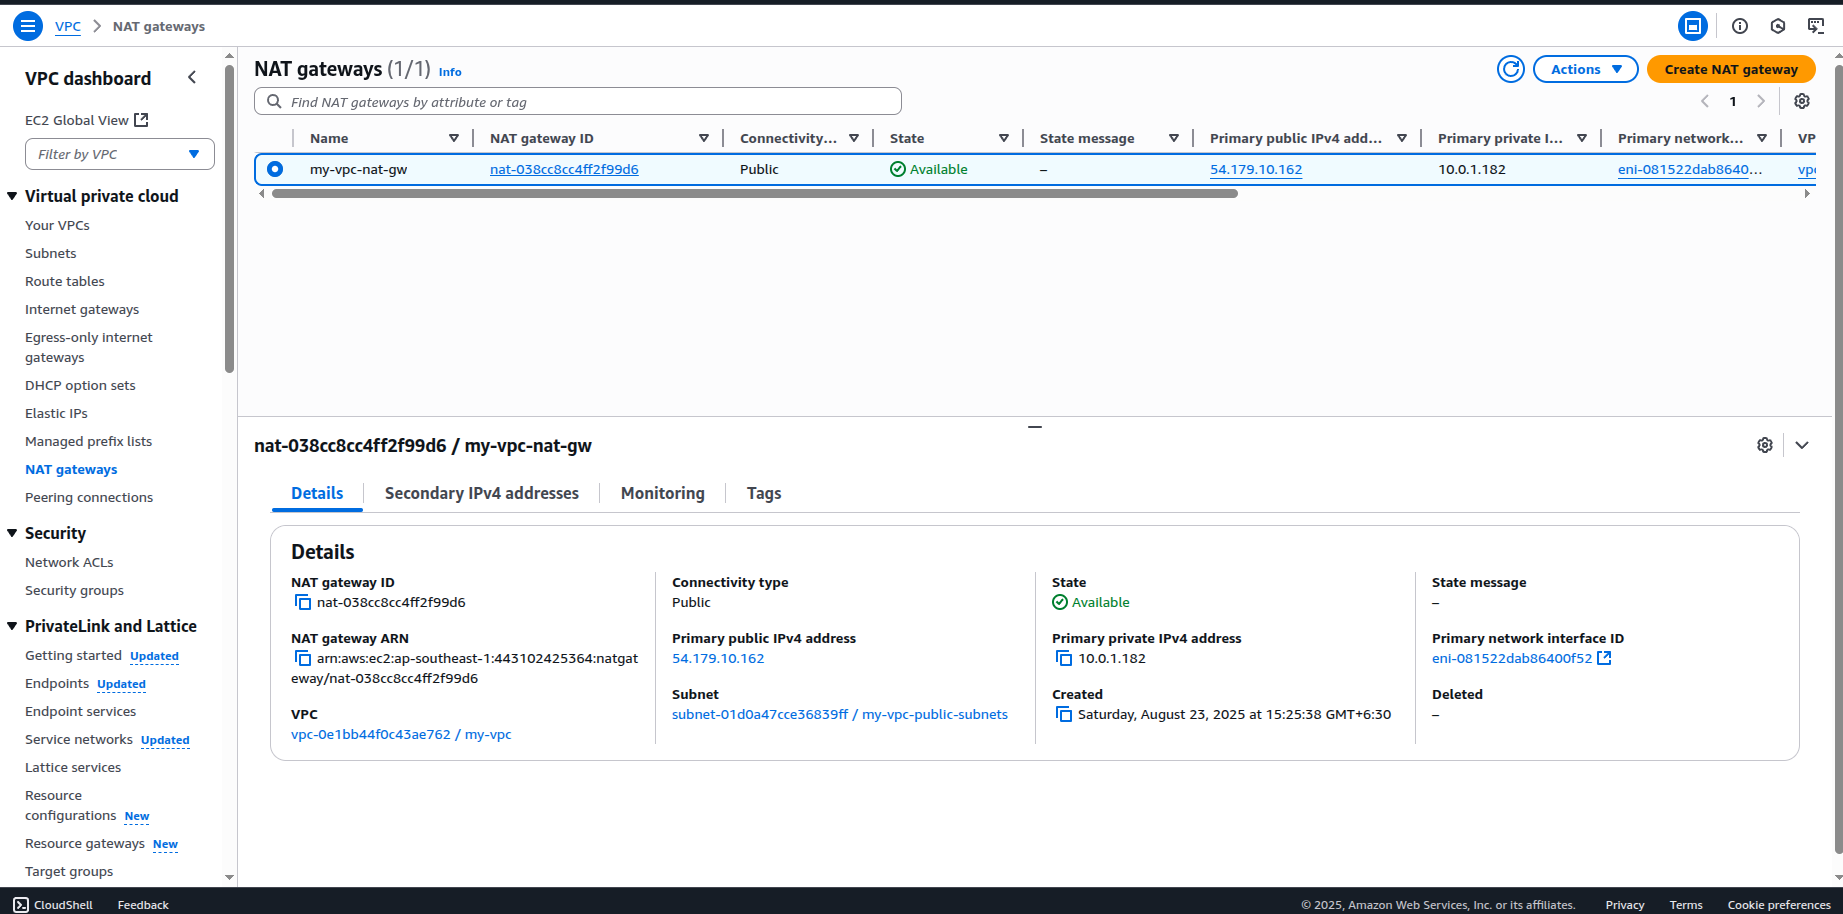 VPC > NAT gateways
VPC dashboard
EC2 Global View
Filter by VPC
Virtual private cloud
Your VPCs
Subnets
Route tables
Internet gateways
Egress-only internet
gateways
DHCP option sets
Elastic IPs
Managed prefix lists
NAT gateways
Peering connections
Security
Network ACLs
Security groups
PrivateLink and Lattice
Getting started Updated
Endpoints Updated
Endpoint services
Service networks Updated
Lattice services
Resource
configurations New
Resource gateways New
Target groups
NAT gateways (1/1) Info
Actions
Create NAT gateway
Find NAT gateways by attribute or tag
1
Name NAT gateway ID Connectivity... State State message Primary public IPv4 add... Primary private I... Primary network... VP
my-vpc-nat-gw nat-038cc8cc4ff2f99d6 Public Available – 54.179.10.162 10.0.1.182 eni-081522dab8640... vpc
nat-038cc8cc4ff2f99d6 / my-vpc-nat-gw
Details Secondary IPv4 addresses Monitoring Tags
Details
NAT gateway ID
nat-038cc8cc4ff2f99d6
NAT gateway ARN
arn:aws:ec2:ap-southeast-1:443102425364:natgat
eway/nat-038cc8cc4ff2f99d6
VPC
vpc-0e1bb44f0c43ae762 / my-vpc
Connectivity type
Public
Primary public IPv4 address
54.179.10.162
Subnet
subnet-01d0a47cce36839ff / my-vpc-public-subnets
State
Available
Primary private IPv4 address
10.0.1.182
Created
Saturday, August 23, 2025 at 15:25:38 GMT+6:30
State message
–
Primary network interface ID
eni-081522dab86400f52
Deleted
–
CloudShell Feedback © 2025, Amazon Web Services, Inc. or its affiliates. Privacy Terms Cookie preferences